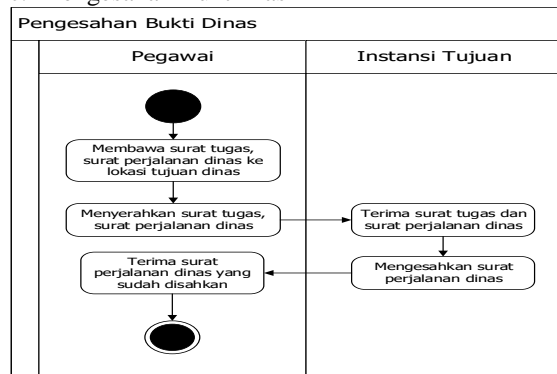 Pengesahan Bukti Dinas
Pegawai
Instansi Tujuan
Membawa surat tugas,
surat perjalanan dinas ke
lokasi tujuan dinas
Menyerahkan surat tugas,
surat perjalanan dinas
Terima surat tugas dan
surat perjalanan dinas
Mengesahkan surat
perjalanan dinas
Terima surat
perjalanan dinas yang
sudah disahkan